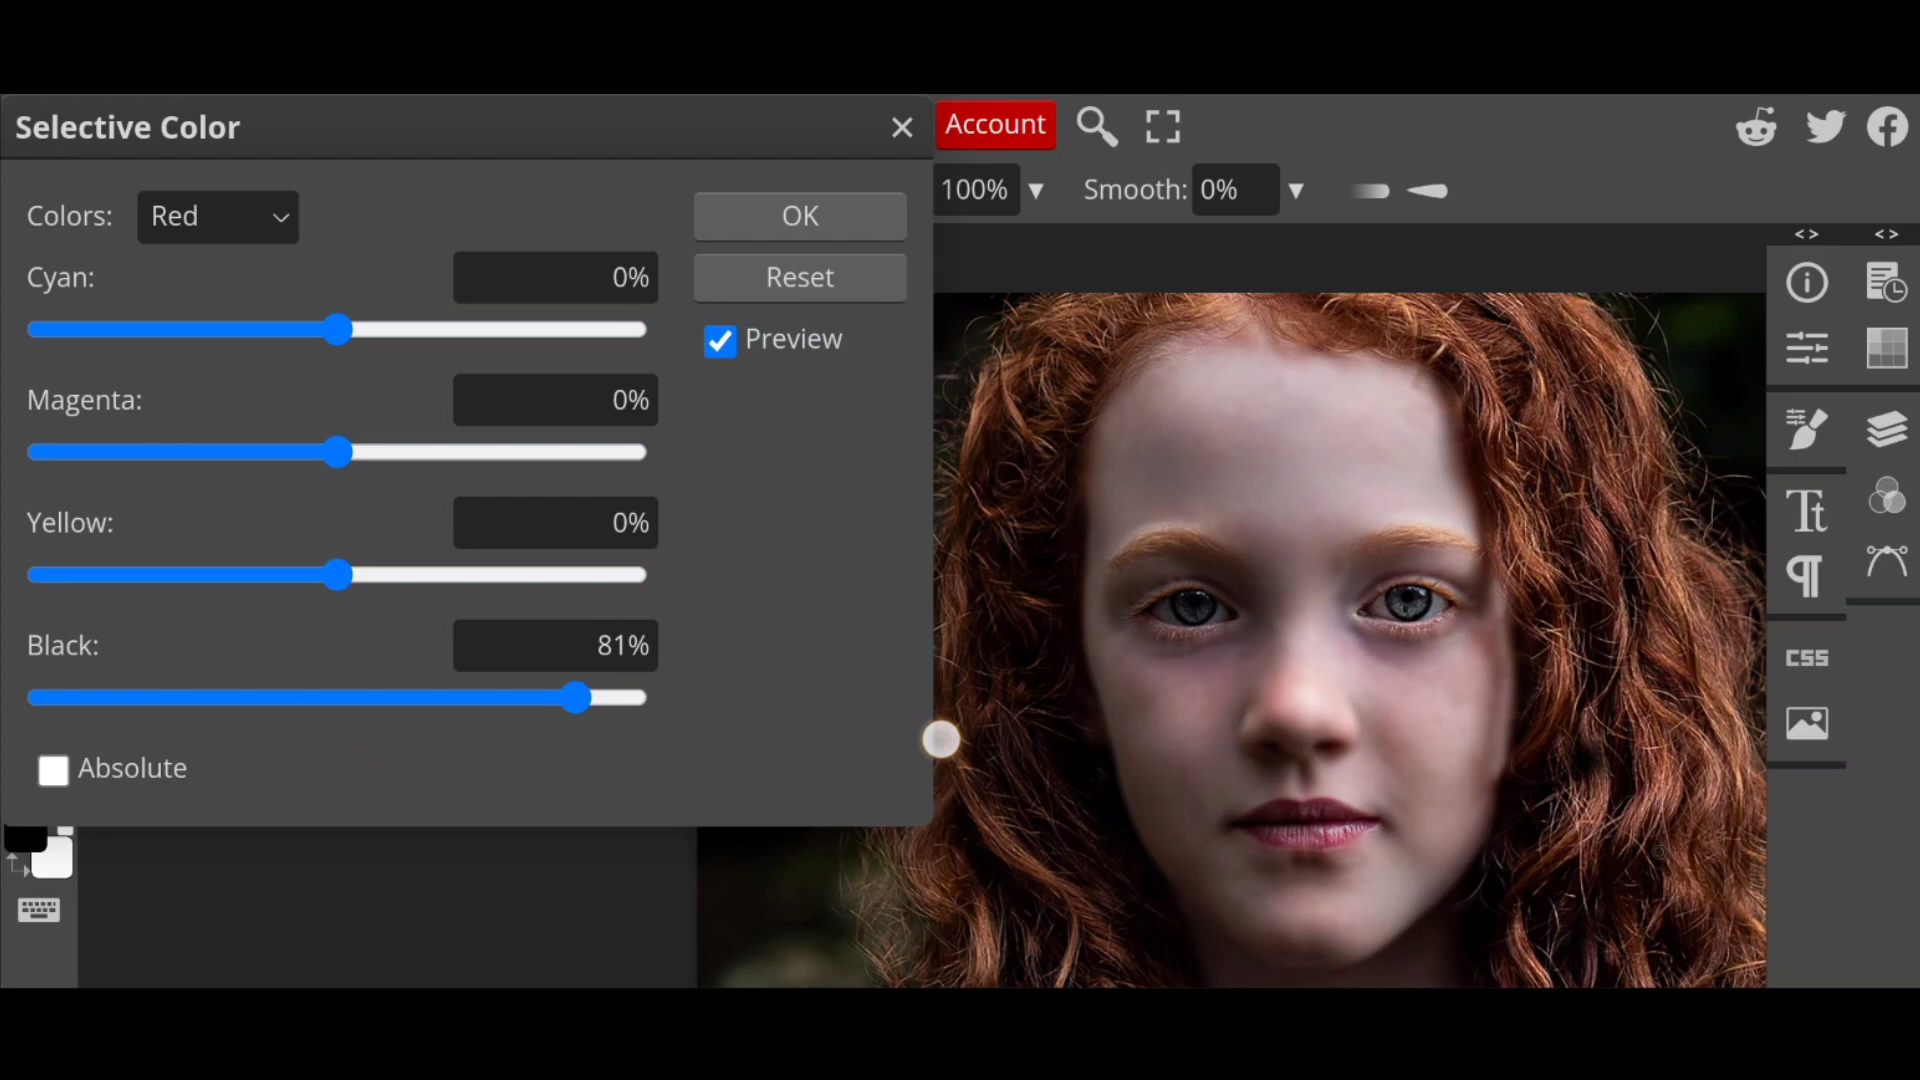 Selective Color
Account
100%
Smooth: 0%
Colors: Red
OK
Cyan: 0%
Reset
Preview
Magenta: 0%
Yellow: 0%
Black: 81%
Absolute
< > < >
Tt
CSS